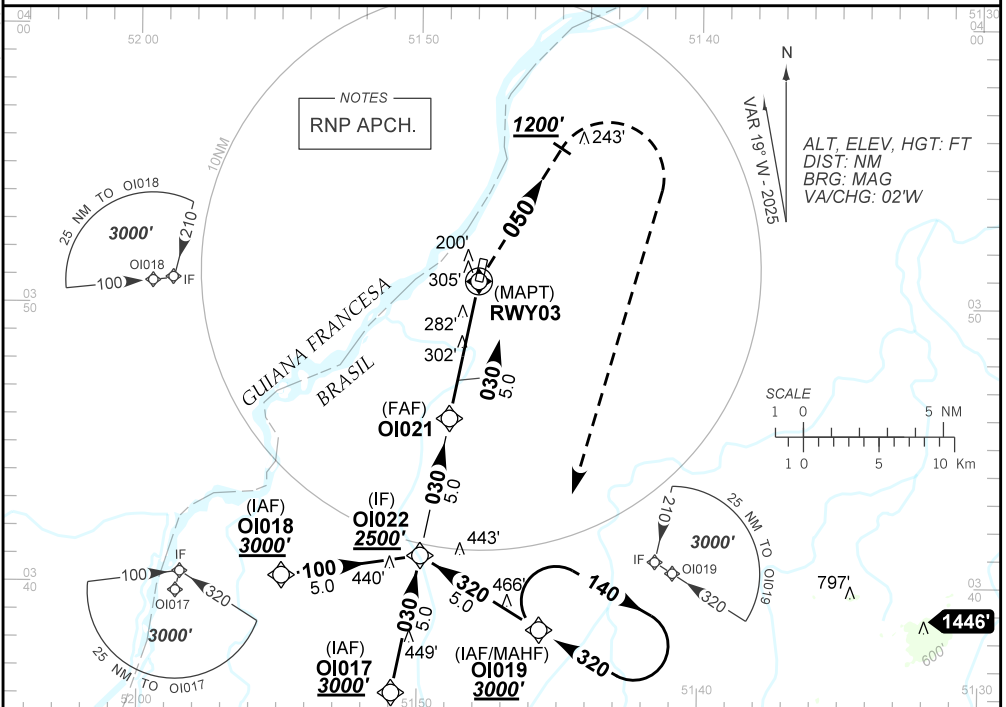 04
00
52 00
51 50
51 40
51 30
04
00
NOTES
RNP APCH.
1200'
243'
N
VAR 19° W - 2025
ALT, ELEV, HGT: FT
DIST: NM
BRG: MAG
VA/CHG: 02'W
10NM
25 NM TO OI018
3000'
210
OI018
100
IF
050
200'
305'
(MAPT)
RWY03
03
50
03
50
282'
302'
GUIANA FRANCESA
BRASIL
030
5.0
(FAF)
OI021
SCALE
1 0 5 NM
1 0 5 10 Km
030
5.0
(IAF)
OI018
3000'
(IF)
OI022
2500'
443'
100
5.0
440'
320
5.0
466'
140
320
210
25 NM TO OI019
3000'
IF
OI019
320
IF
100
OI017
320
3000'
25 NM TO OI017
03
40
03
40
797'
1446'
600'
030
5.0
449'
(IAF)
OI017
3000'
(IAF/MAHF)
OI019
3000'
52 00
51 50
51 40
51 30